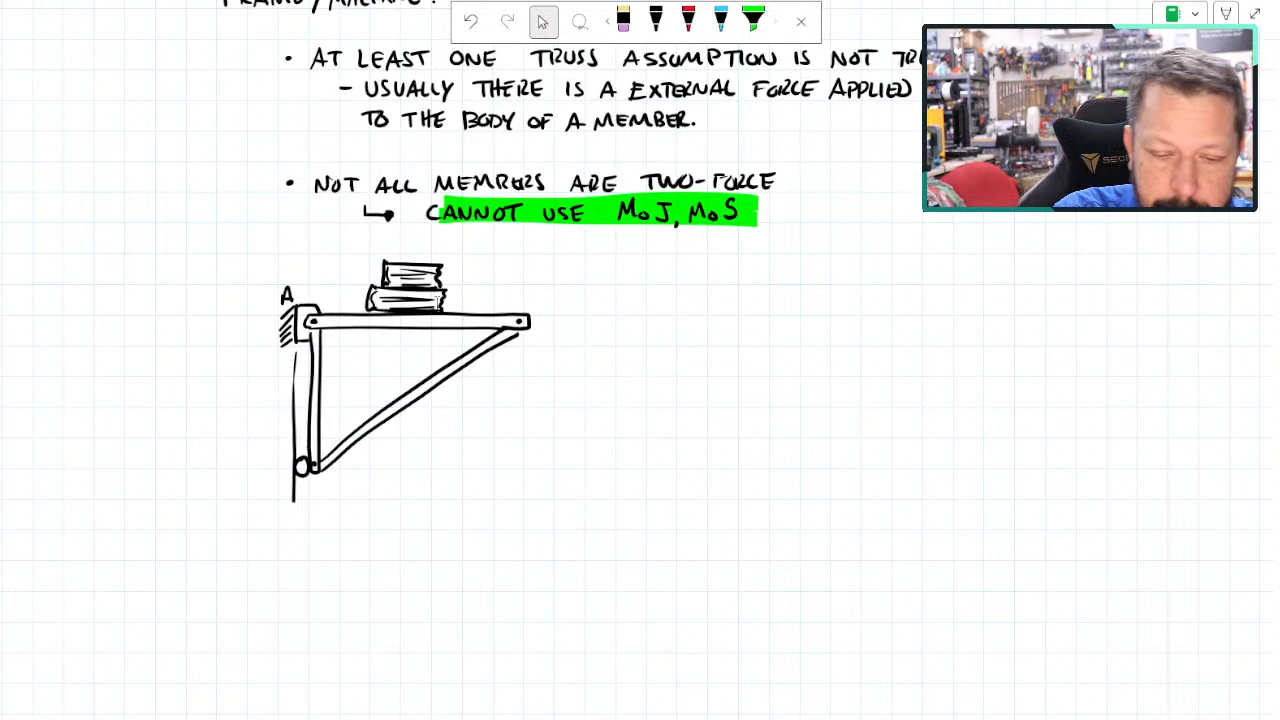 • AT LEAST ONE TRUSS ASSUMPTION IS NOT
- USUALLY THERE IS A EXTERNAL FORCE APPLIED
TO THE BODY OF A MEMBER.
• NOT ALL MEMBERS ARE TWO-FORCE
CANNOT USE MoJ, MoS
A